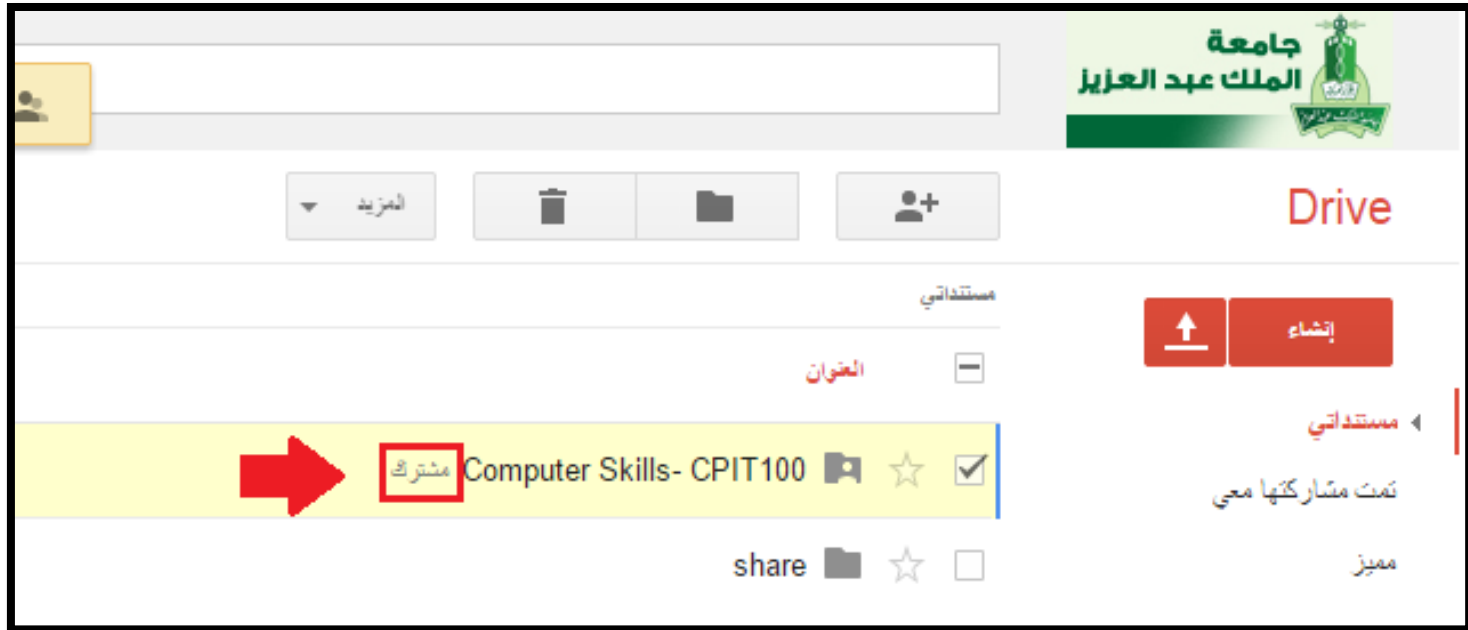 جامعة
الملك عبد العزيز
Drive
المزيد
مستنداتي
إنشاء
العنوان
مستنداتي
Computer Skills- CPIT100 مشترك
تمت مشاركتها معي
share
مميز